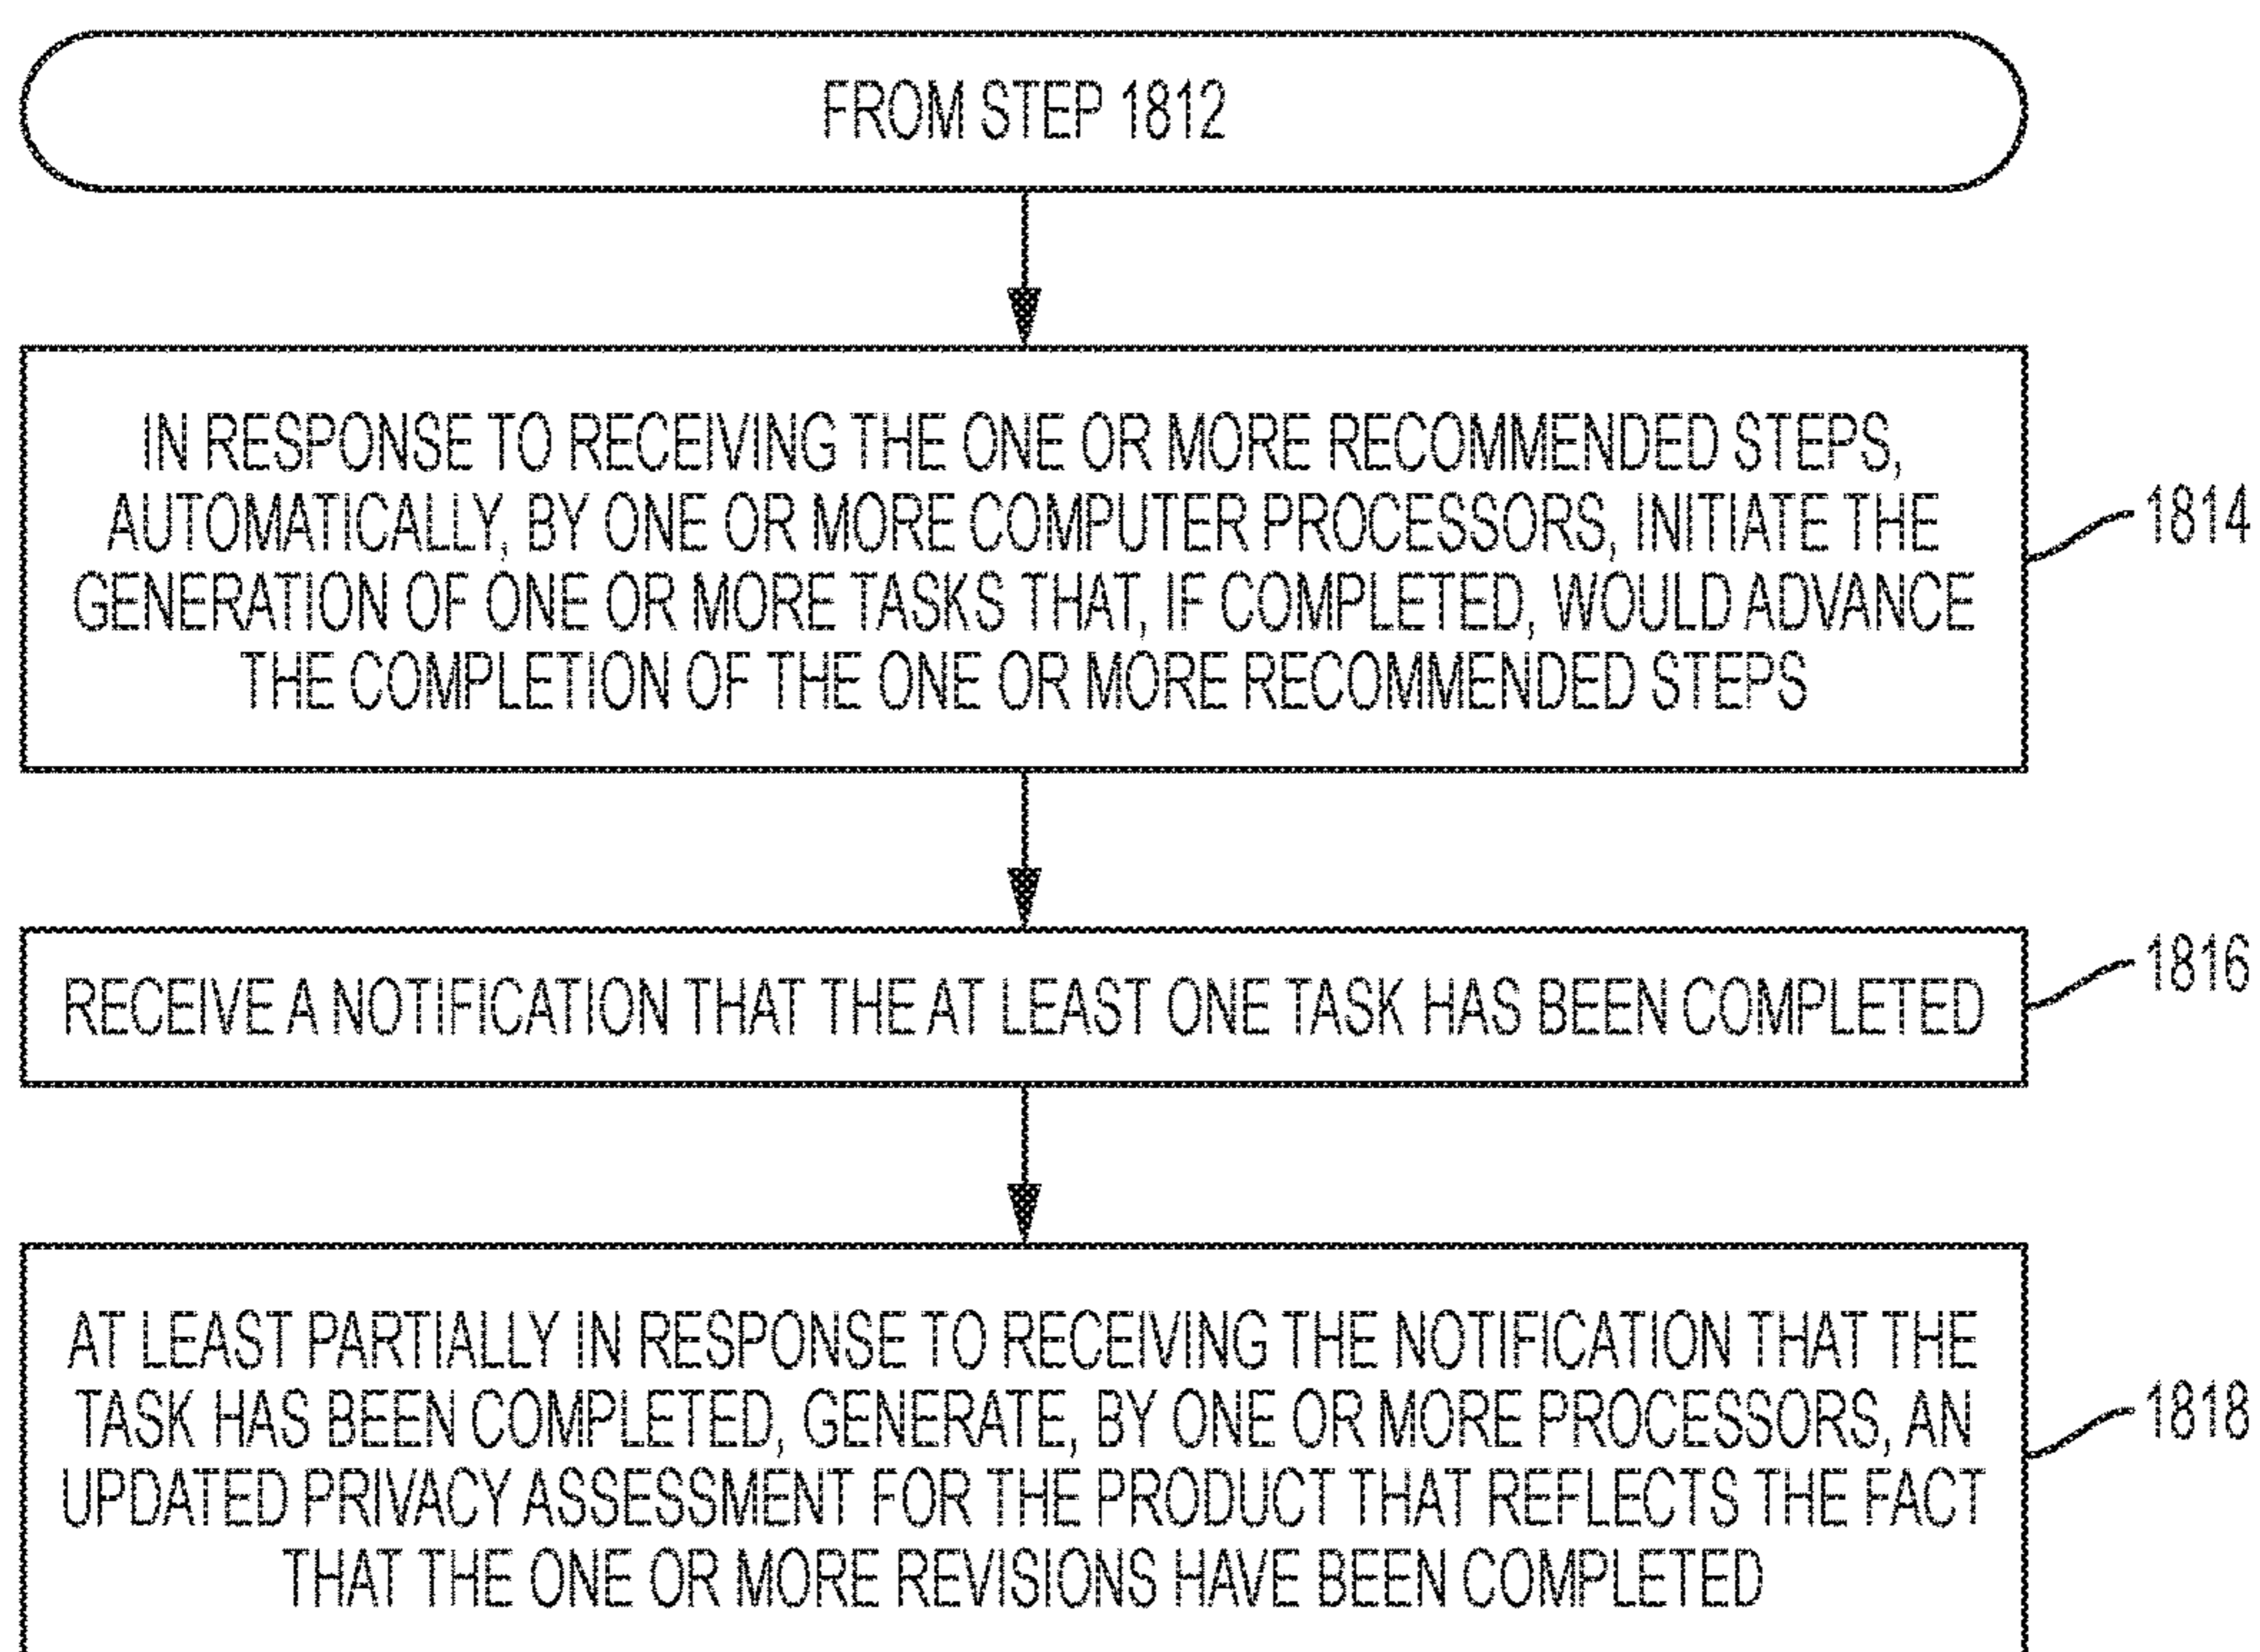 FROM STEP 1812
IN RESPONSE TO RECEIVING THE ONE OR MORE RECOMMENDED STEPS,
AUTOMATICALLY, BY ONE OR MORE COMPUTER PROCESSORS, INITIATE THE
GENERATION OF ONE OR MORE TASKS THAT, IF COMPLETED, WOULD ADVANCE
THE COMPLETION OF THE ONE OR MORE RECOMMENDED STEPS
1814
RECEIVE A NOTIFICATION THAT THE AT LEAST ONE TASK HAS BEEN COMPLETED
1816
AT LEAST PARTIALLY IN RESPONSE TO RECEIVING THE NOTIFICATION THAT THE
TASK HAS BEEN COMPLETED, GENERATE, BY ONE OR MORE PROCESSORS, AN
UPDATED PRIVACY ASSESSMENT FOR THE PRODUCT THAT REFLECTS THE FACT
THAT THE ONE OR MORE REVISIONS HAVE BEEN COMPLETED
1818